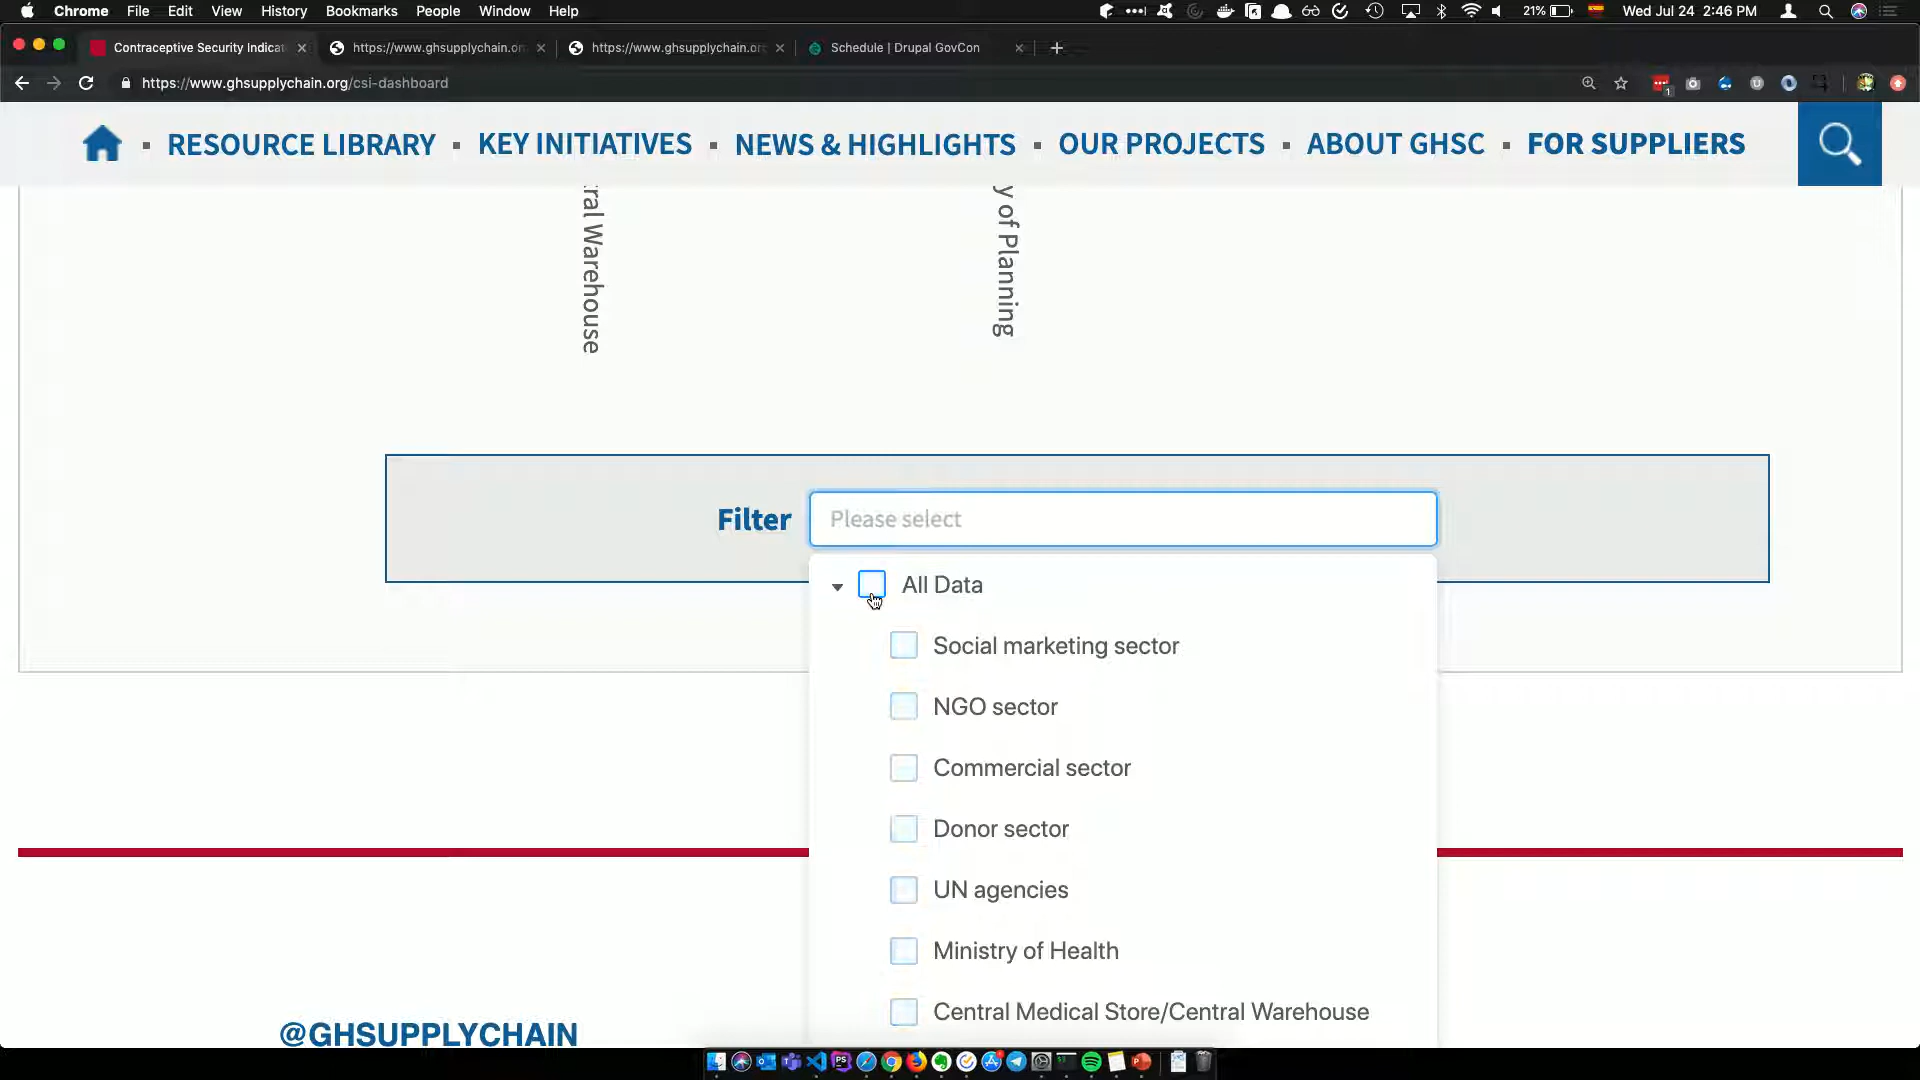 Chrome File Edit View History Bookmarks People Window Help 21% Wed Jul 24 2:46 PM
Contraceptive Security Indicat https://www.ghsupplychain.or https://www.ghsupplychain.or Schedule | Drupal GovCon
https://www.ghsupplychain.org/csi-dashboard
RESOURCE LIBRARY KEY INITIATIVES NEWS & HIGHLIGHTS OUR PROJECTS ABOUT GHSC FOR SUPPLIERS
tral Warehouse
y of Planning
Filter Please select
All Data
Social marketing sector
NGO sector
Commercial sector
Donor sector
UN agencies
Ministry of Health
Central Medical Store/Central Warehouse
@GHSUPPLYCHAIN